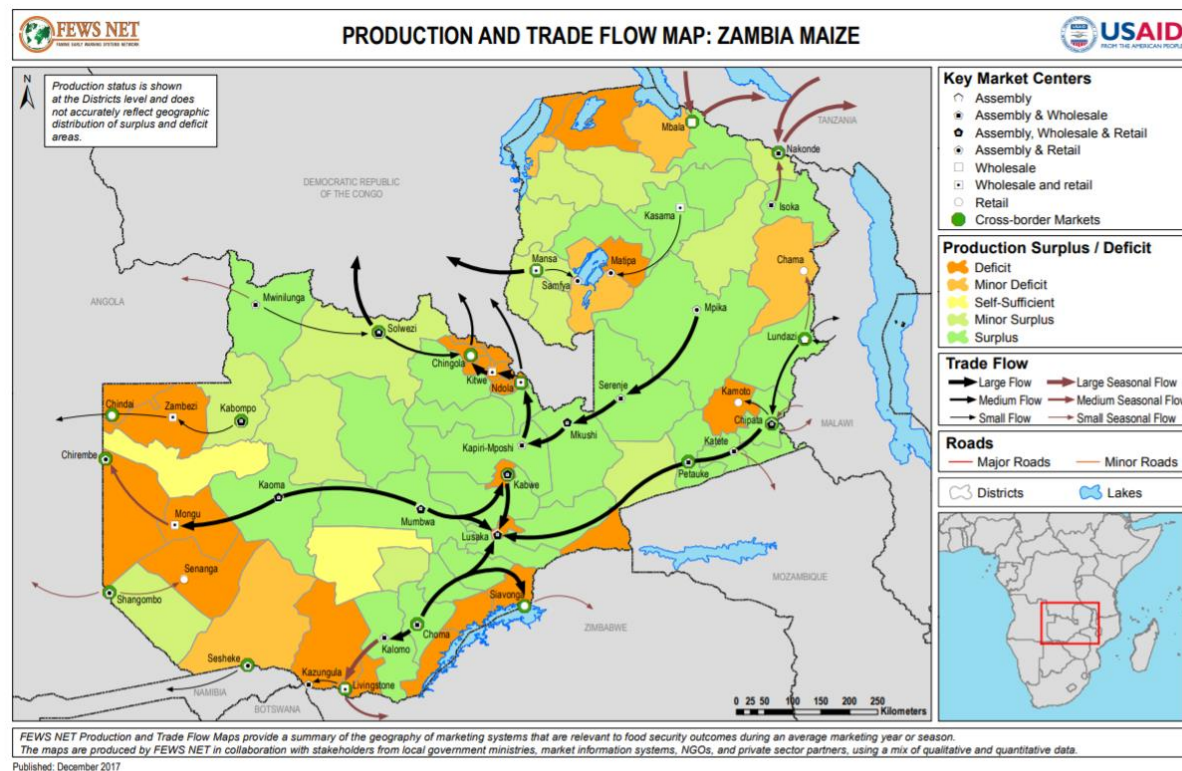 FEWS NET
FAMINE EARLY WARNING SYSTEMS NETWORK
PRODUCTION AND TRADE FLOW MAP: ZAMBIA MAIZE
USAID
FROM THE AMERICAN PEOPLE
N
Production status is shown
at the Districts level and does
not accurately reflect geographic
distribution of surplus and deficit
areas.
DEMOCRATIC REPUBLIC
OF THE CONGO
ANGOLA
TANZANIA
MALAWI
MOZAMBIQUE
ZIMBABWE
BOTSWANA
NAMIBIA
Mbala
Nakonde
Kasama
Isoka
Mansa
Samfya
Matipa
Chama
Mwinilunga
Mpika
Solwezi
Lundazi
Chingola
Kitwe
Ndola
Serenje
Kamoto
Chipata
Chindai
Zambezi
Kabompo
Mkushi
Kapiri-Mposhi
Katete
Petauke
Chirembe
Kaoma
Kabwe
Mongu
Mumbwa
Lusaka
Senanga
Shangombo
Siavonga
Choma
Kalomo
Sesheke
Kazungula
Livingstone
0 25 50 100 150 200 250
Kilometers
Key Market Centers
Assembly
Assembly & Wholesale
Assembly, Wholesale & Retail
Assembly & Retail
Wholesale
Wholesale and retail
Retail
Cross-border Markets
Production Surplus / Deficit
Deficit
Minor Deficit
Self-Sufficient
Minor Surplus
Surplus
Trade Flow
Large Flow
Large Seasonal Flow
Medium Flow
Medium Seasonal Flow
Small Flow
Small Seasonal Flow
Roads
Major Roads
Minor Roads
Districts
Lakes
FEWS NET Production and Trade Flow Maps provide a summary of the geography of marketing systems that are relevant to food security outcomes during an average marketing year or season.
The maps are produced by FEWS NET in collaboration with stakeholders from local government ministries, market information systems, NGOs, and private sector partners, using a mix of qualitative and quantitative data.
Published: December 2017